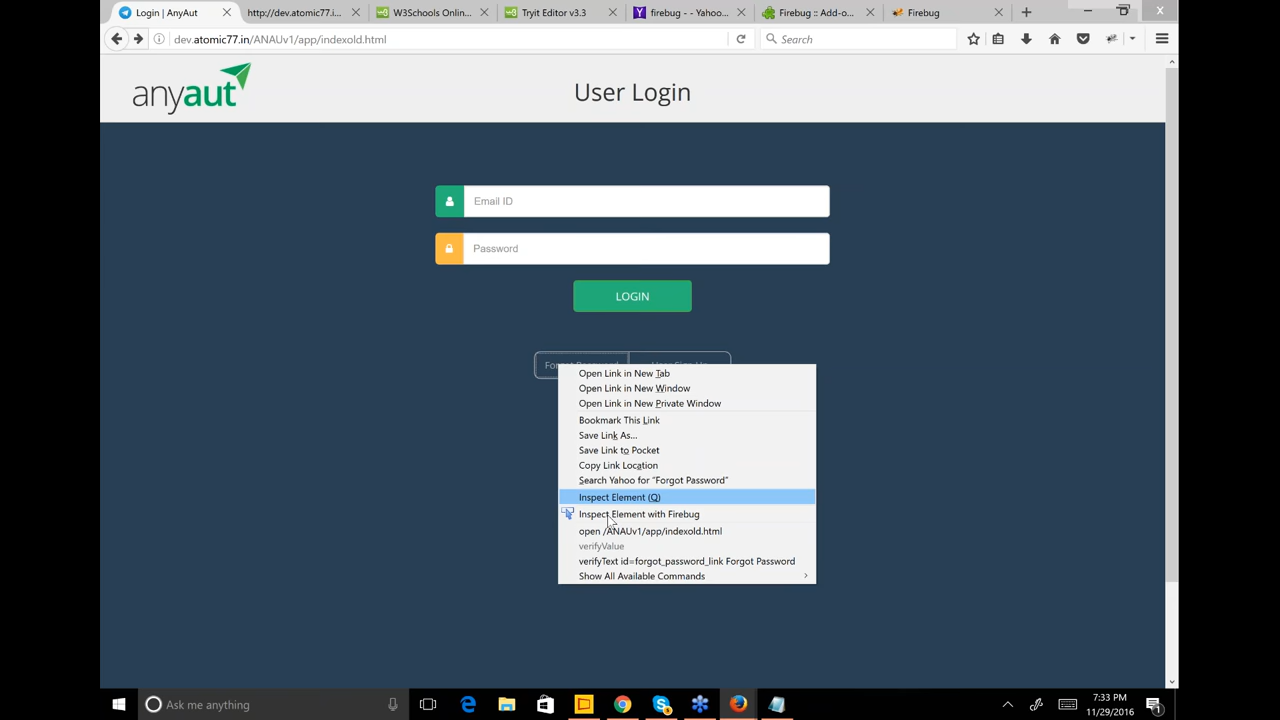 Login | AnyAut
http://dev.atomic77.in...
W3Schools Onlin...
Tryit Editor v3.3
firebug - - Yahoo...
Firebug :: Add-o...
Firebug
dev.atomic77.in/ANAUv1/app/indexold.html
Search
anyaut
User Login
Email ID
Password
LOGIN
Open Link in New Tab
Open Link in New Window
Open Link in New Private Window
Bookmark This Link
Save Link As...
Save Link to Pocket
Copy Link Location
Search Yahoo for “Forgot Password”
Inspect Element (Q)
Inspect Element with Firebug
open /ANAUv1/app/indexold.html
verifyValue
verifyText id=forgot_password_link Forgot Password
Show All Available Commands
Ask me anything
7:33 PM
11/29/2016
1